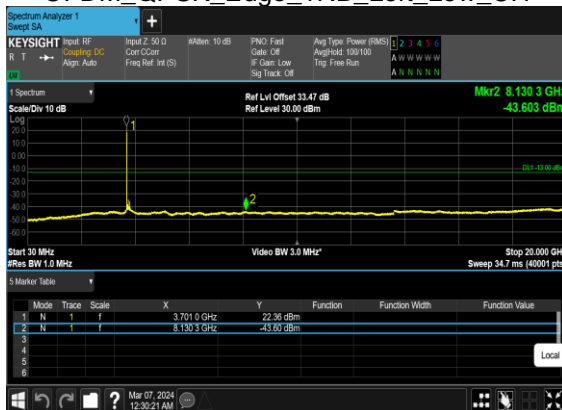 Spectrum Analyzer 1
Swept SA
KEYSIGHT Input: RF Input Z: 50 Ω #Atten: 10 dB PNO: Fast Avg Type: Power (RMS) 1 2 3 4 5 6
R T Coupling: DC Corr CCorr Gate: Off Avg|Hold: 100/100 A W W W W W
Align: Auto Freq Ref: Int (S) IF Gain: Low Trig: Free Run
Sig Track: Off A N N N N N
1 Spectrum Ref Lvl Offset 33.47 dB Mkr2 8.130 3 GHz
Scale/Div 10 dB Ref Level 30.00 dBm -43.603 dBm
Log
20.0 1
10.0
0.00
-10.0 DL1 -13.00 dBm
-20.0
-30.0
-40.0 2
-50.0
-60.0
Start 30 MHz Video BW 3.0 MHz* Stop 20.000 GHz
#Res BW 1.0 MHz Sweep 34.7 ms (40001 pts)
5 Marker Table
Mode Trace Scale X Y Function Function Width Function Value
1 N 1 f 3.701 0 GHz 22.36 dBm
2 N 1 f 8.130 3 GHz -43.60 dBm
3
4
5
6
Local
? Mar 07, 2024
12:30:21 AM